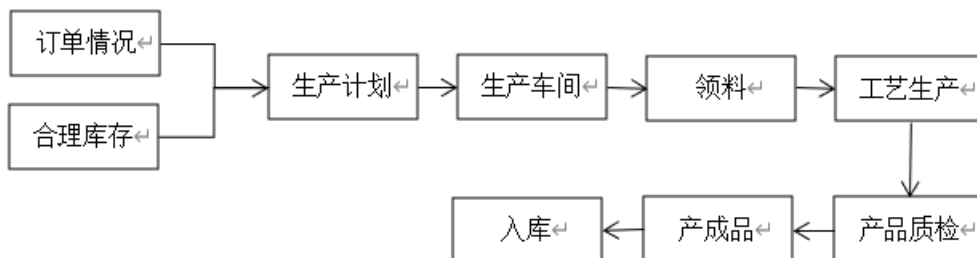 订单情况
合理库存
生产计划
生产车间
领料
工艺生产
产品质检
产成品
入库